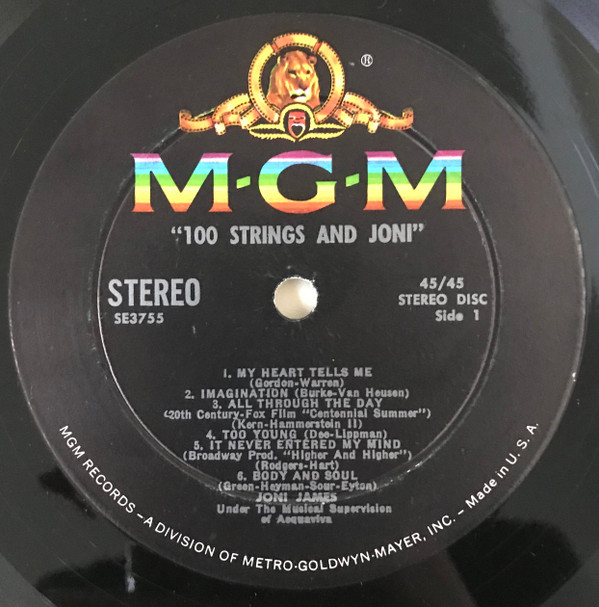 ®
M·G·M
"100 STRINGS AND JONI"
STEREO
SE3755
45/45
STEREO DISC
Side 1
1. MY HEART TELLS ME
(Gordon-Warren)
2. IMAGINATION (Burke-Van Heusen)
3. ALL THROUGH THE DAY
(20th Century-Fox Film "Centennial Summer")
(Kern-Hammerstein II)
4. TOO YOUNG (Dee-Lippman)
5. IT NEVER ENTERED MY MIND
(Broadway Prod. "Higher And Higher")
(Rodgers-Hart)
6. BODY AND SOUL
(Green-Heyman-Sour-Eyton)
JONI JAMES
Under The Musical Supervision
of Acquaviva
MGM RECORDS – A DIVISION OF METRO-GOLDWYN-MAYER, INC. – Made in U. S. A.